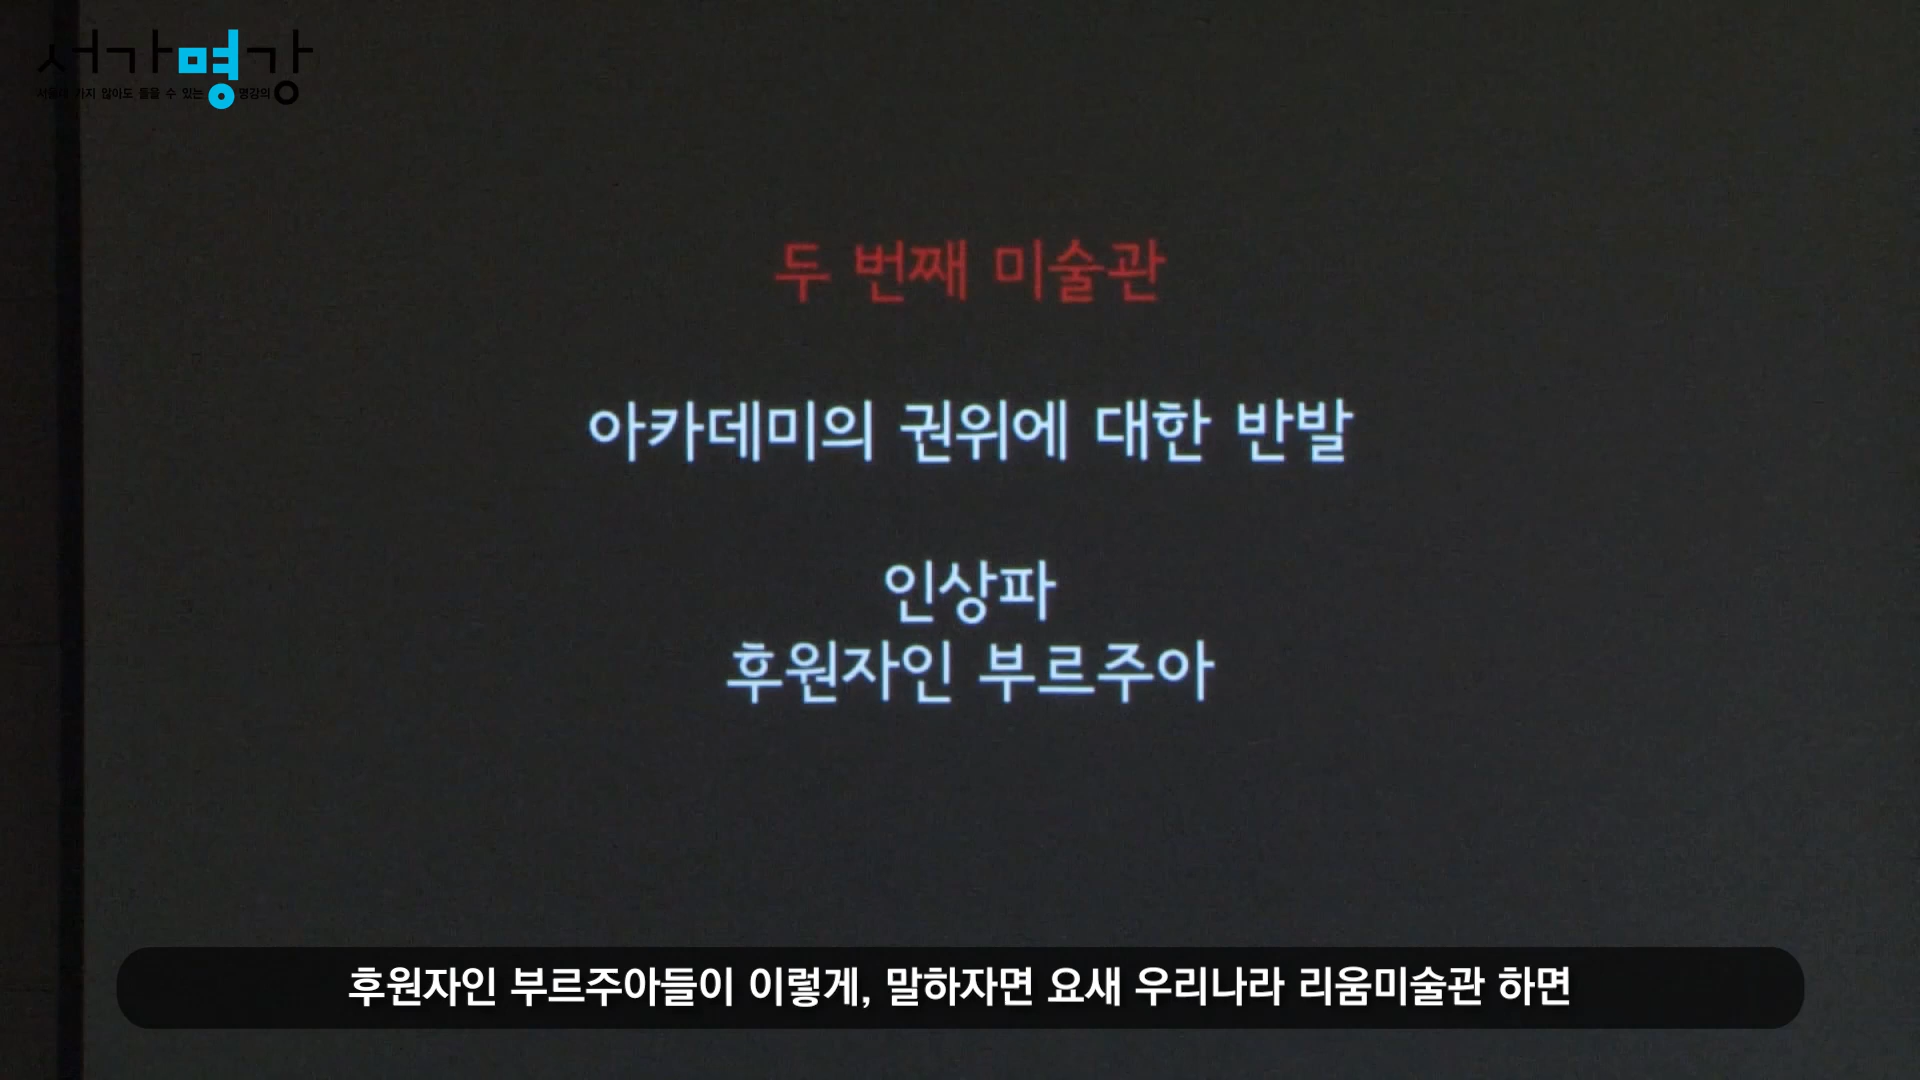 서가명강
서울대 가지 않아도 들을 수 있는 명강의
두 번째 미술관
아카데미의 권위에 대한 반발
인상파
후원자인 부르주아
후원자인 부르주아들이 이렇게, 말하자면 요새 우리나라 리움미술관 하면